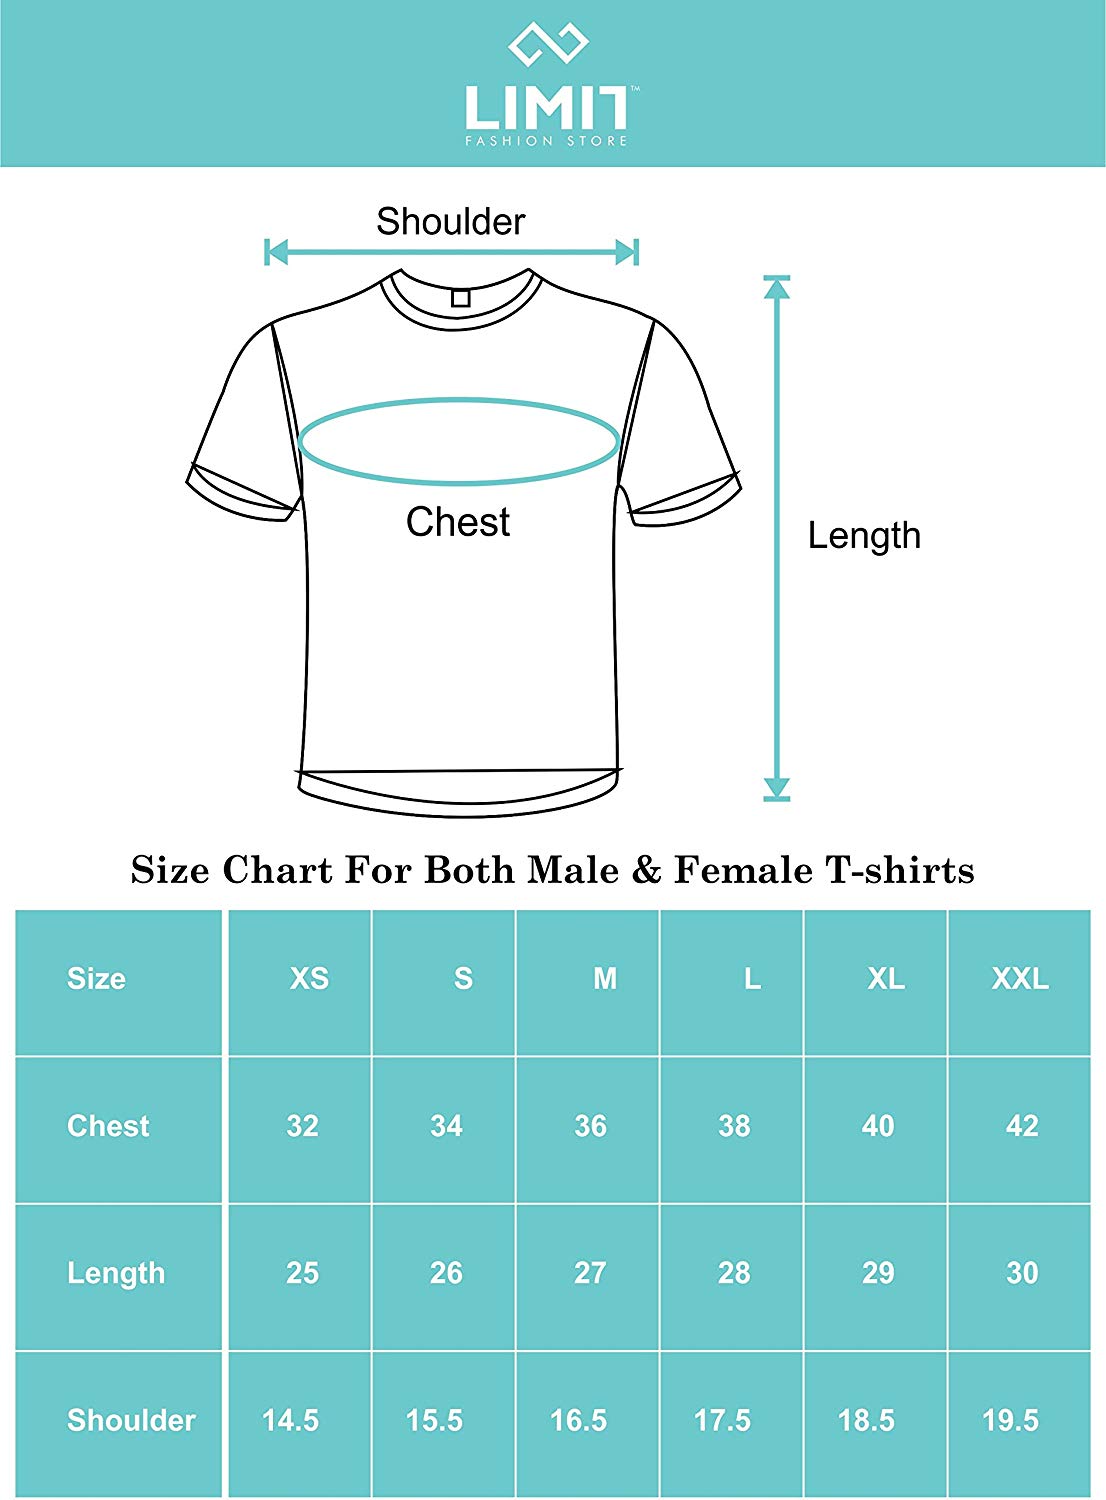 LIMIT™
FASHION STORE
Shoulder
Chest
Length
Size Chart For Both Male & Female T-shirts
Size XS S M L XL XXL
Chest 32 34 36 38 40 42
Length 25 26 27 28 29 30
Shoulder 14.5 15.5 16.5 17.5 18.5 19.5